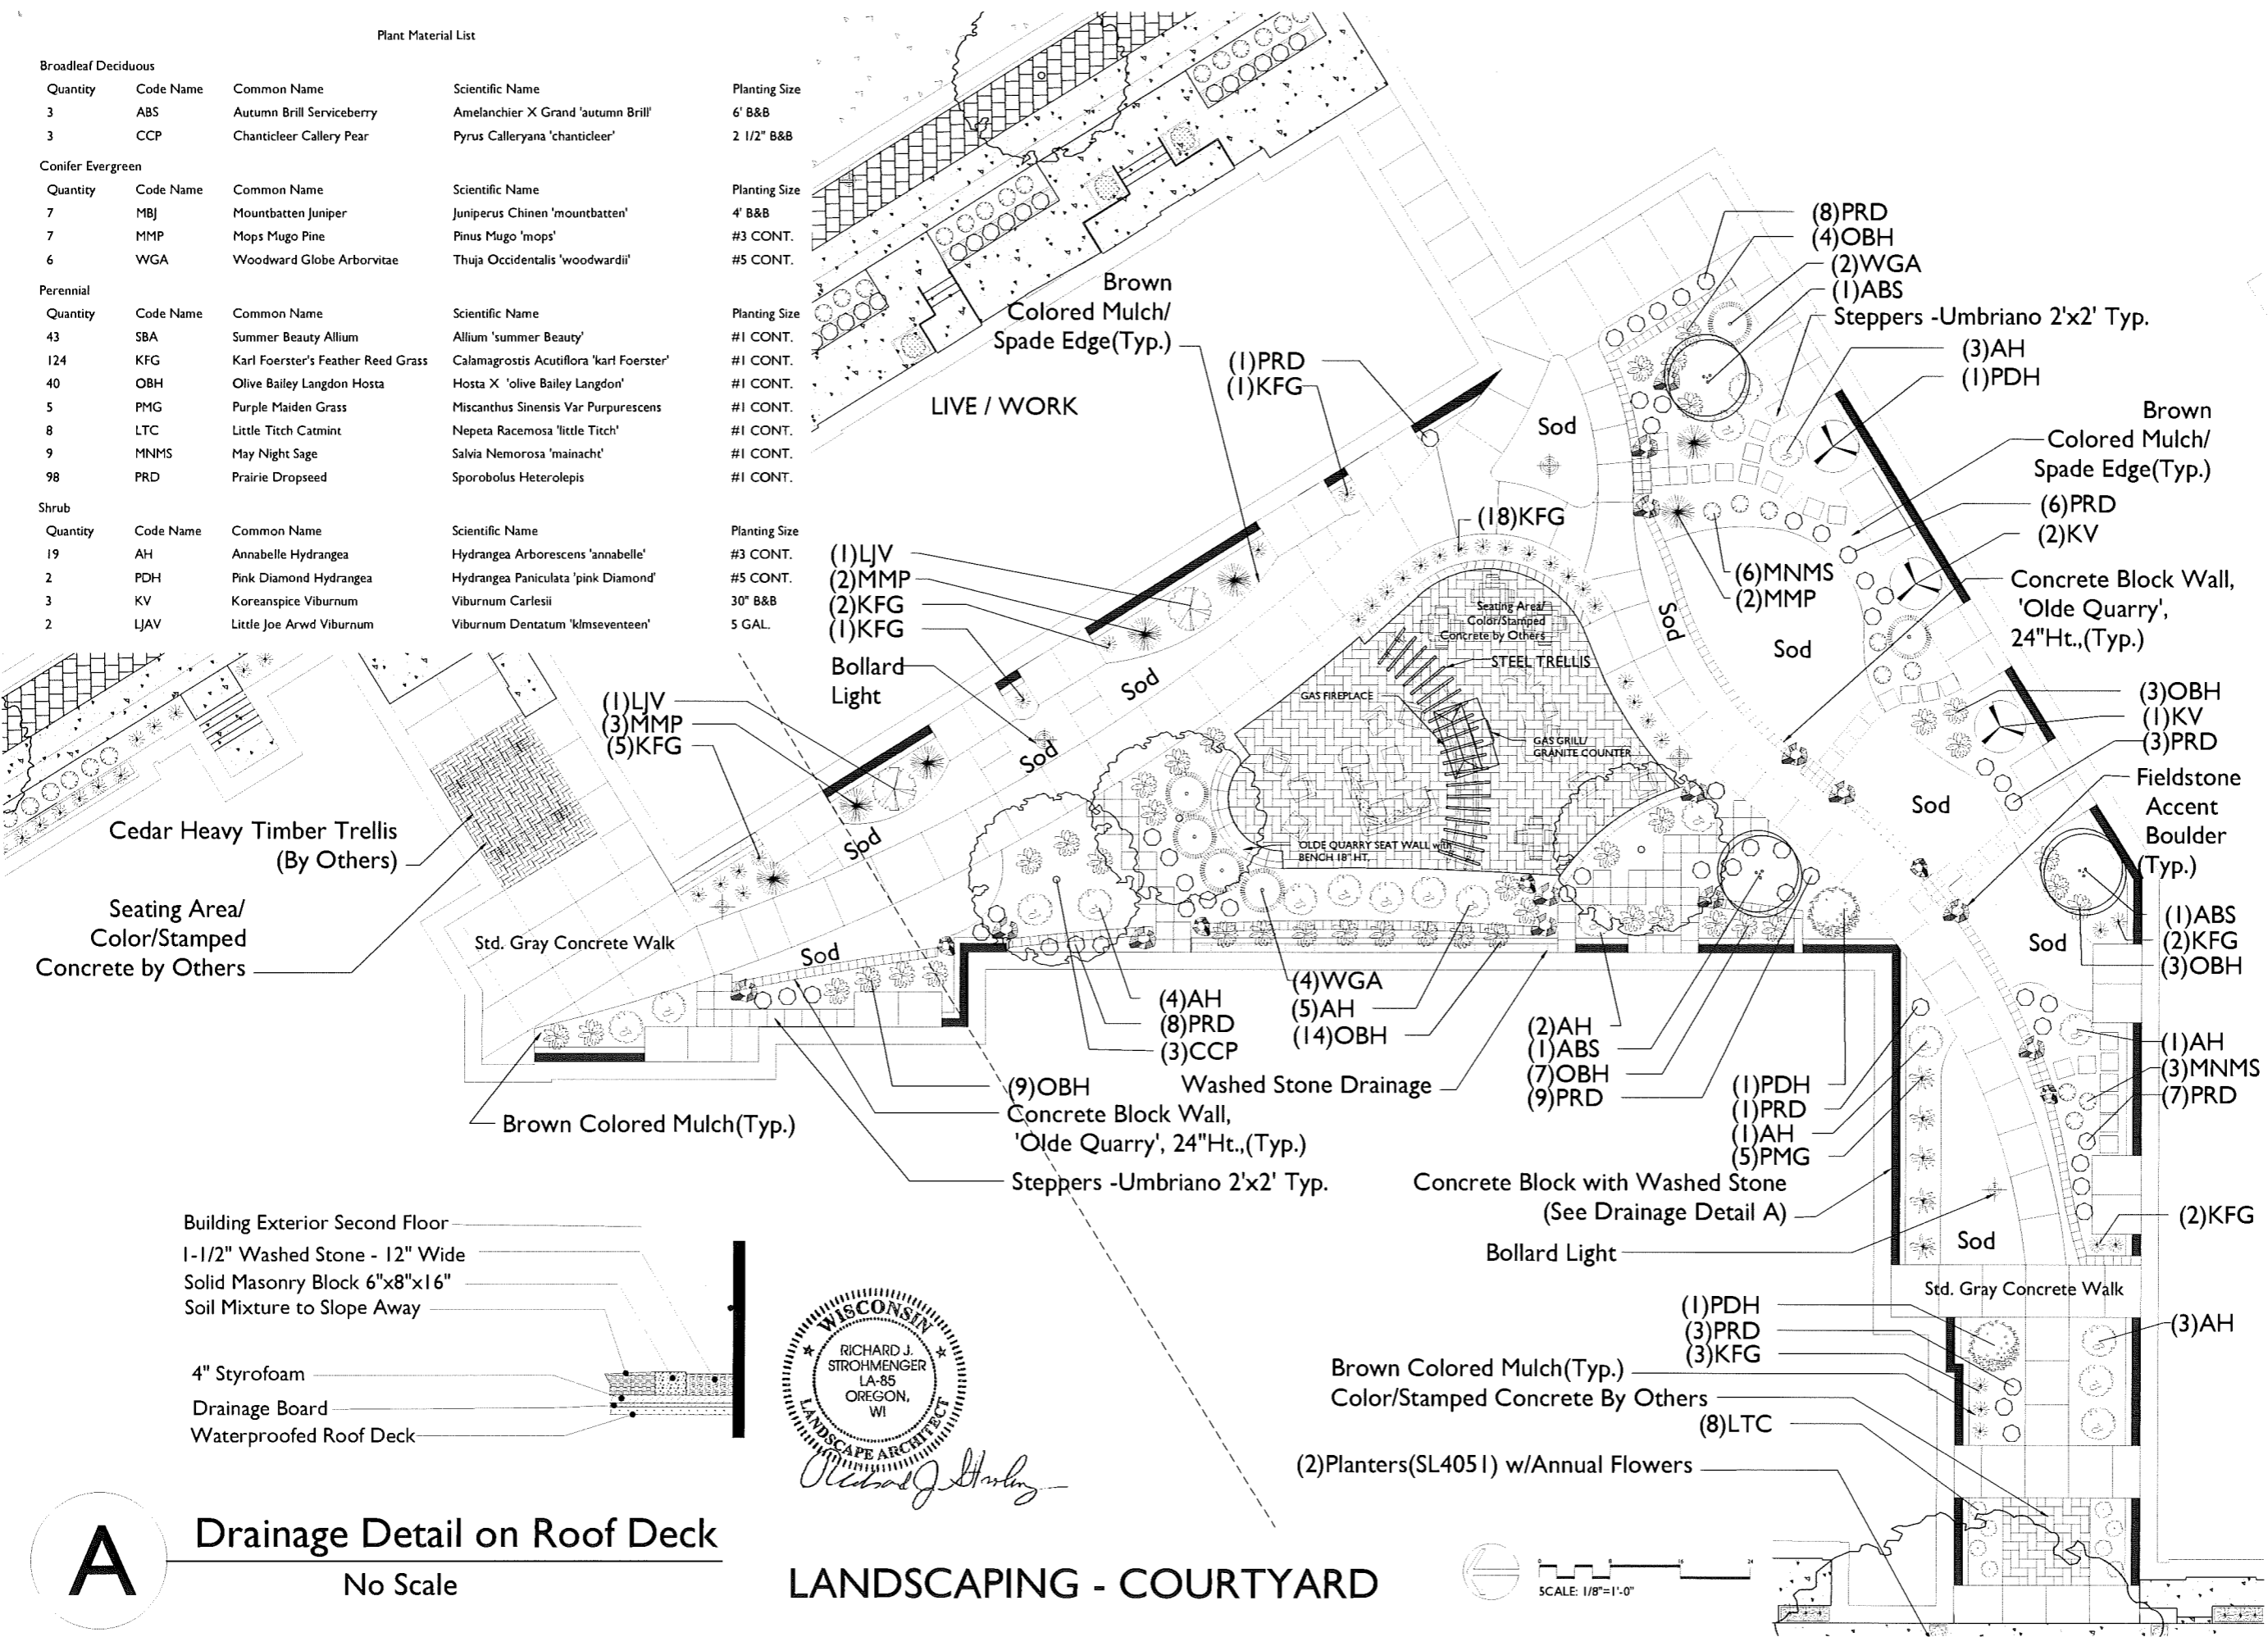 Plant Material List
Broadleaf Deciduous
Quantity Code Name Common Name Scientific Name Planting Size
3 ABS Autumn Brill Serviceberry Amelanchier X Grand 'autumn Brill' 6' B&B
3 CCP Chanticleer Callery Pear Pyrus Calleryana 'chanticleer' 2 1/2" B&B
Conifer Evergreen
Quantity Code Name Common Name Scientific Name Planting Size
7 MBJ Mountbatten Juniper Juniperus Chinen 'mountbatten' 4' B&B
7 MMP Mops Mugo Pine Pinus Mugo 'mops' #3 CONT.
6 WGA Woodward Globe Arborvitae Thuja Occidentalis 'woodwardii' #5 CONT.
Perennial
Quantity Code Name Common Name Scientific Name Planting Size
43 SBA Summer Beauty Allium Allium 'summer Beauty' #1 CONT.
124 KFG Karl Foerster's Feather Reed Grass Calamagrostis Acutiflora 'karl Foerster' #1 CONT.
40 OBH Olive Bailey Langdon Hosta Hosta X 'olive Bailey Langdon' #1 CONT.
5 PMG Purple Maiden Grass Miscanthus Sinensis Var Purpurescens #1 CONT.
8 LTC Little Titch Catmint Nepeta Racemosa 'little Titch' #1 CONT.
9 MNMS May Night Sage Salvia Nemorosa 'mainacht' #1 CONT.
98 PRD Prairie Dropseed Sporobolus Heterolepis #1 CONT.
Shrub
Quantity Code Name Common Name Scientific Name Planting Size
19 AH Annabelle Hydrangea Hydrangea Arborescens 'annabelle' #3 CONT.
2 PDH Pink Diamond Hydrangea Hydrangea Paniculata 'pink Diamond' #5 CONT.
3 KV Koreanspice Viburnum Viburnum Carlesii 30" B&B
2 LJAV Little Joe Arwd Viburnum Viburnum Dentatum 'klmseventeen' 5 GAL.
Brown
Colored Mulch/
Spade Edge(Typ.)
LIVE / WORK
(1)PRD
(1)KFG
(8)PRD
(4)OBH
(2)WGA
(1)ABS
Steppers -Umbriano 2'x2' Typ.
(3)AH
(1)PDH
Brown
Colored Mulch/
Spade Edge(Typ.)
(6)PRD
(2)KV
Concrete Block Wall,
'Olde Quarry',
24"Ht.,(Typ.)
Sod
(18)KFG
(6)MNMS
(2)MMP
Sod
Sod
(1)LJV
(2)MMP
(2)KFG
(1)KFG
Bollard
Light
Sod
Sod
Seating Area/
Color/Stamped
Concrete by Others
STEEL TRELLIS
GAS FIREPLACE
GAS GRILL/
GRANITE COUNTER
OLDE QUARRY SEAT WALL with
BENCH 18" HT.
(3)OBH
(1)KV
(3)PRD
Fieldstone
Accent
Boulder
(Typ.)
Sod
(1)LJV
(3)MMP
(5)KFG
Sod
Cedar Heavy Timber Trellis
(By Others)
Seating Area/
Color/Stamped
Concrete by Others
Std. Gray Concrete Walk
Sod
Sod
(1)ABS
(2)KFG
(3)OBH
(4)AH
(8)PRD
(3)CCP
(4)WGA
(5)AH
(14)OBH
(2)AH
(1)ABS
(7)OBH
(9)PRD
(1)AH
(3)MNMS
(7)PRD
(9)OBH
Washed Stone Drainage
(1)PDH
(1)PRD
(1)AH
(5)PMG
Brown Colored Mulch(Typ.)
Concrete Block Wall,
'Olde Quarry', 24"Ht.,(Typ.)
Steppers -Umbriano 2'x2' Typ.
Concrete Block with Washed Stone
(See Drainage Detail A)
Bollard Light
Sod
(2)KFG
Std. Gray Concrete Walk
(1)PDH
(3)PRD
(3)KFG
(3)AH
Brown Colored Mulch(Typ.)
Color/Stamped Concrete By Others
(8)LTC
(2)Planters(SL4051) w/Annual Flowers
Building Exterior Second Floor
1-1/2" Washed Stone - 12" Wide
Solid Masonry Block 6"x8"x16"
Soil Mixture to Slope Away
4" Styrofoam
Drainage Board
Waterproofed Roof Deck
WISCONSIN
RICHARD J.
STROHMENGER
LA-85
OREGON,
WI
LANDSCAPE ARCHITECT
A
Drainage Detail on Roof Deck
No Scale
LANDSCAPING - COURTYARD
0 8 16 24
SCALE: 1/8"=1'-0"